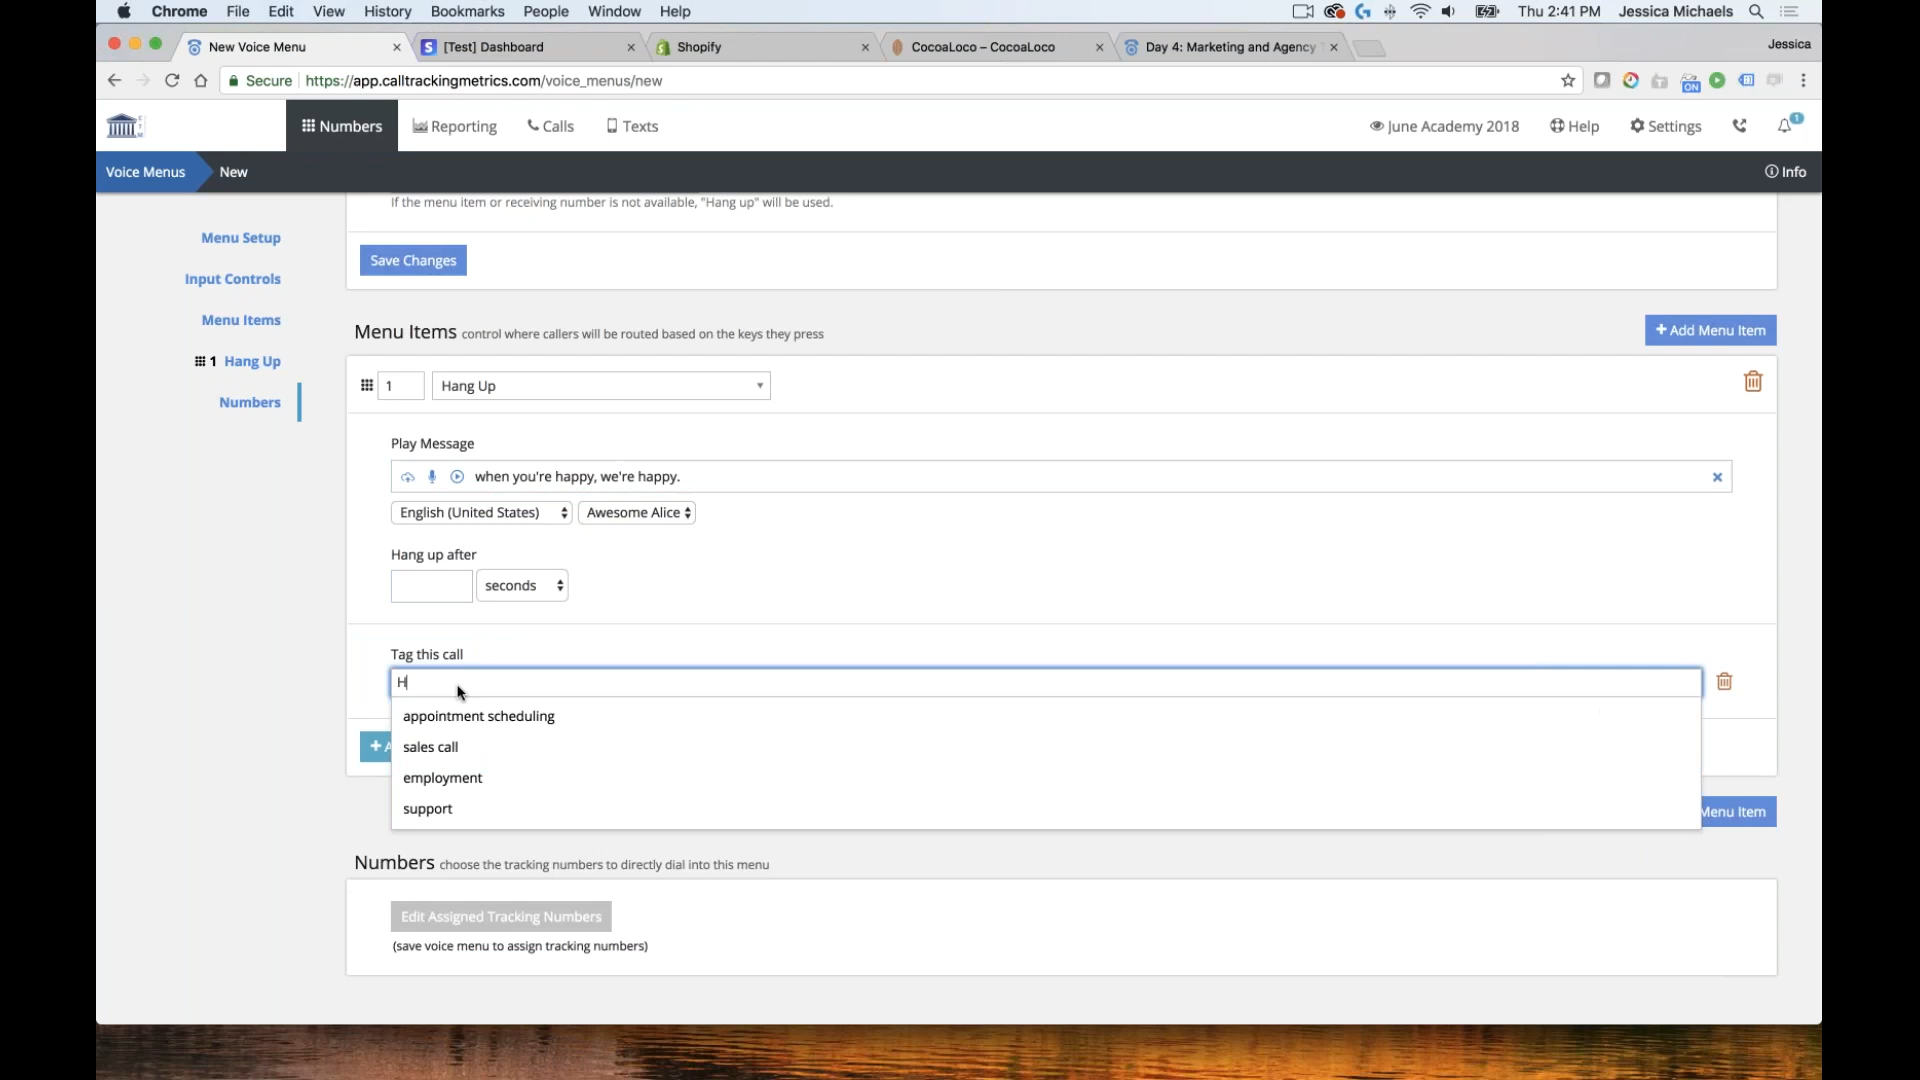 Chrome File Edit View History Bookmarks People Window Help Thu 2:41 PM Jessica Michaels
New Voice Menu [Test] Dashboard Shopify CocoaLoco – CocoaLoco Day 4: Marketing and Agency Jessica
Secure https://app.calltrackingmetrics.com/voice_menus/new ON
Numbers Reporting Calls Texts June Academy 2018 Help Settings 1
Voice Menus New Info
If the menu item or receiving number is not available, "Hang up" will be used.
Menu Setup
Save Changes
Input Controls
Menu Items
Menu Items control where callers will be routed based on the keys they press
+ Add Menu Item
1 Hang Up
1 Hang Up
Numbers
Play Message
when you're happy, we're happy.
English (United States) Awesome Alice
Hang up after
seconds
Tag this call
H
appointment scheduling
+ A
sales call
employment
support
Menu Item
Numbers choose the tracking numbers to directly dial into this menu
Edit Assigned Tracking Numbers
(save voice menu to assign tracking numbers)